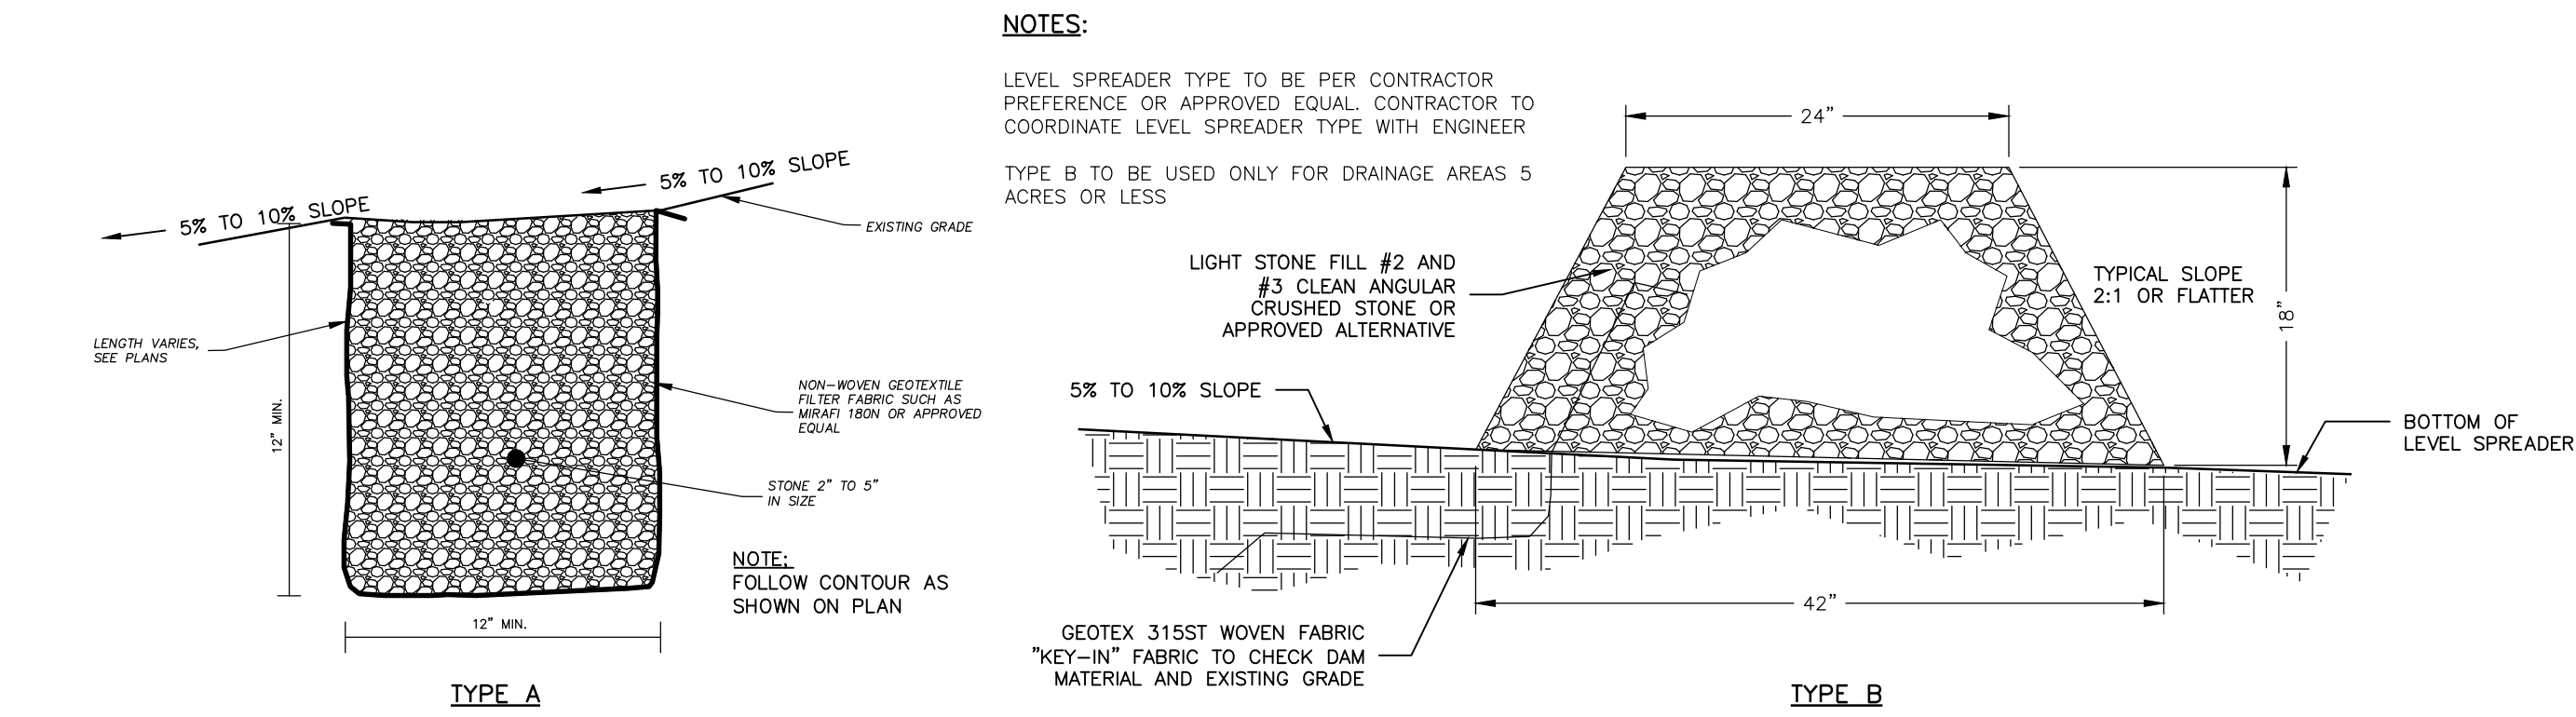 NOTES:
LEVEL SPREADER TYPE TO BE PER CONTRACTOR
PREFERENCE OR APPROVED EQUAL. CONTRACTOR TO
COORDINATE LEVEL SPREADER TYPE WITH ENGINEER
TYPE B TO BE USED ONLY FOR DRAINAGE AREAS 5
ACRES OR LESS
5% TO 10% SLOPE
5% TO 10% SLOPE
EXISTING GRADE
LENGTH VARIES,
SEE PLANS
12" MIN.
NON-WOVEN GEOTEXTILE
FILTER FABRIC SUCH AS
MIRAFI 180N OR APPROVED
EQUAL
STONE 2" TO 5"
IN SIZE
NOTE;
FOLLOW CONTOUR AS
SHOWN ON PLAN
12" MIN.
TYPE A
24"
LIGHT STONE FILL #2 AND
#3 CLEAN ANGULAR
CRUSHED STONE OR
APPROVED ALTERNATIVE
TYPICAL SLOPE
2:1 OR FLATTER
18"
5% TO 10% SLOPE
BOTTOM OF
LEVEL SPREADER
42"
GEOTEX 315ST WOVEN FABRIC
"KEY-IN" FABRIC TO CHECK DAM
MATERIAL AND EXISTING GRADE
TYPE B